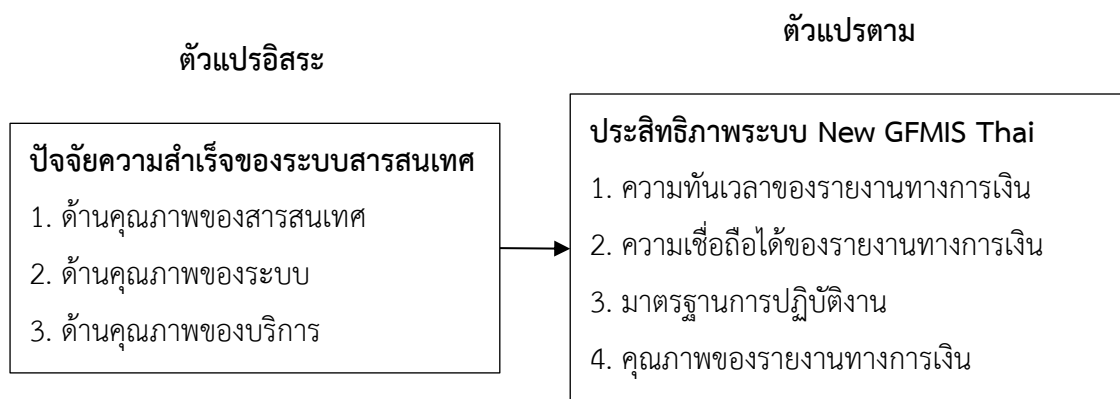 ตัวแปรอิสระ
ปัจจัยความสำเร็จของระบบสารสนเทศ
1. ด้านคุณภาพของสารสนเทศ
2. ด้านคุณภาพของระบบ
3. ด้านคุณภาพของบริการ
ตัวแปรตาม
ประสิทธิภาพระบบ New GFMIS Thai
1. ความทันเวลาของรายงานทางการเงิน
2. ความเชื่อถือได้ของรายงานทางการเงิน
3. มาตรฐานการปฏิบัติงาน
4. คุณภาพของรายงานทางการเงิน